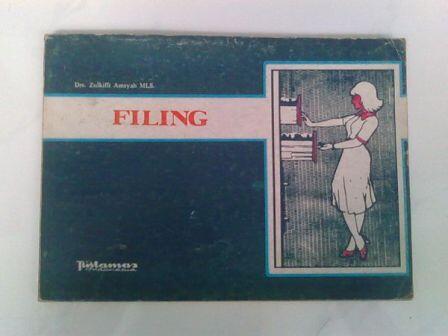 Drs. Zulkifli Amsyah MLS.
FILING